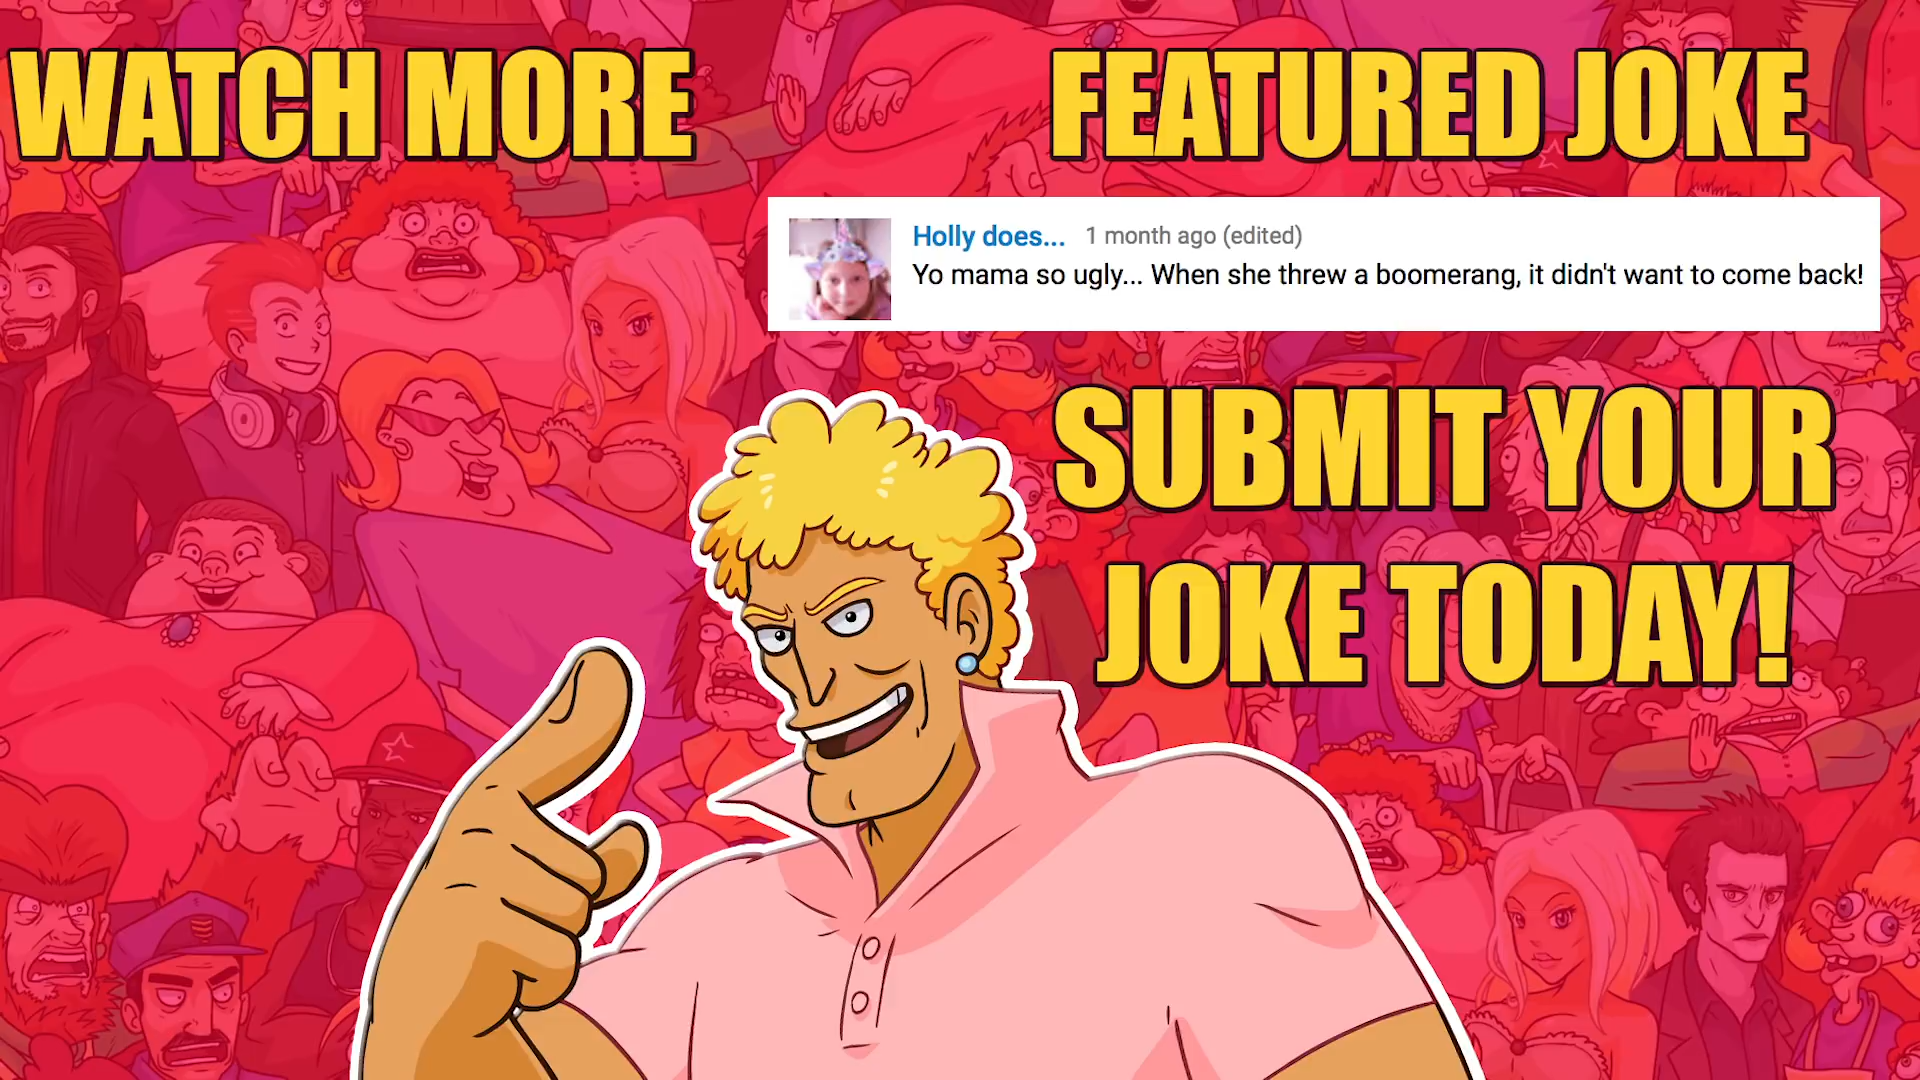 WATCH MORE
FEATURED JOKE
Holly does... 1 month ago (edited)
Yo mama so ugly... When she threw a boomerang, it didn't want to come back!
SUBMIT YOUR
JOKE TODAY!